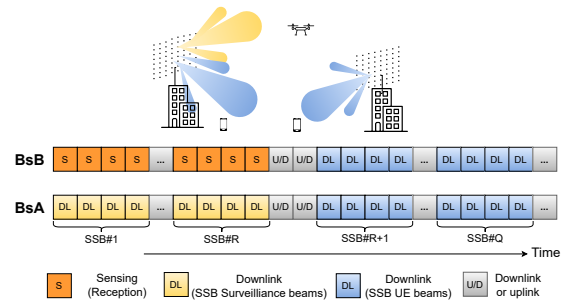 BsB S S S S ... S S S S U/D U/D DL DL DL DL ... DL DL DL DL ...
BsA DL DL DL DL ... DL DL DL DL U/D U/D DL DL DL DL ... DL DL DL DL ...
SSB#1 SSB#R SSB#R+1 SSB#Q
Time
S Sensing (Reception)
DL Downlink (SSB Surveilliance beams)
DL Downlink (SSB UE beams)
U/D Downlink or uplink